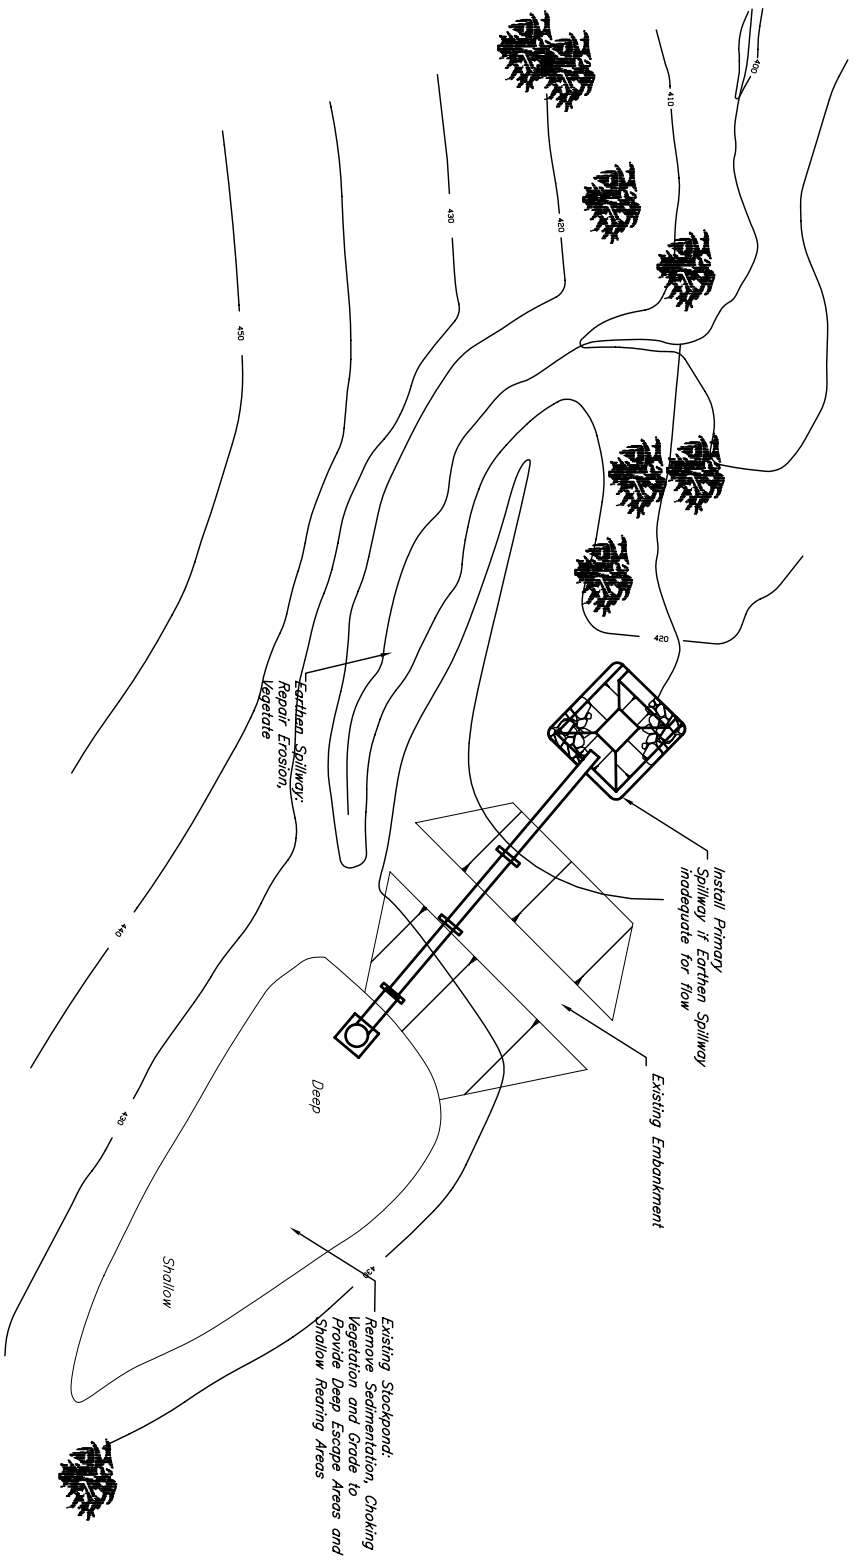 400
410
420
430
450
420
Earthen Spillway:
Repair Erosion,
Vegetate
Install Primary
Spillway if Earthen Spillway
inadequate for flow
Existing Embankment
440
430
Deep
Shallow
430
Existing Stockpond:
Remove Sedimentation, Choking
Vegetation and Grade to
Provide Deep Escape Areas and
Shallow Rearing Areas